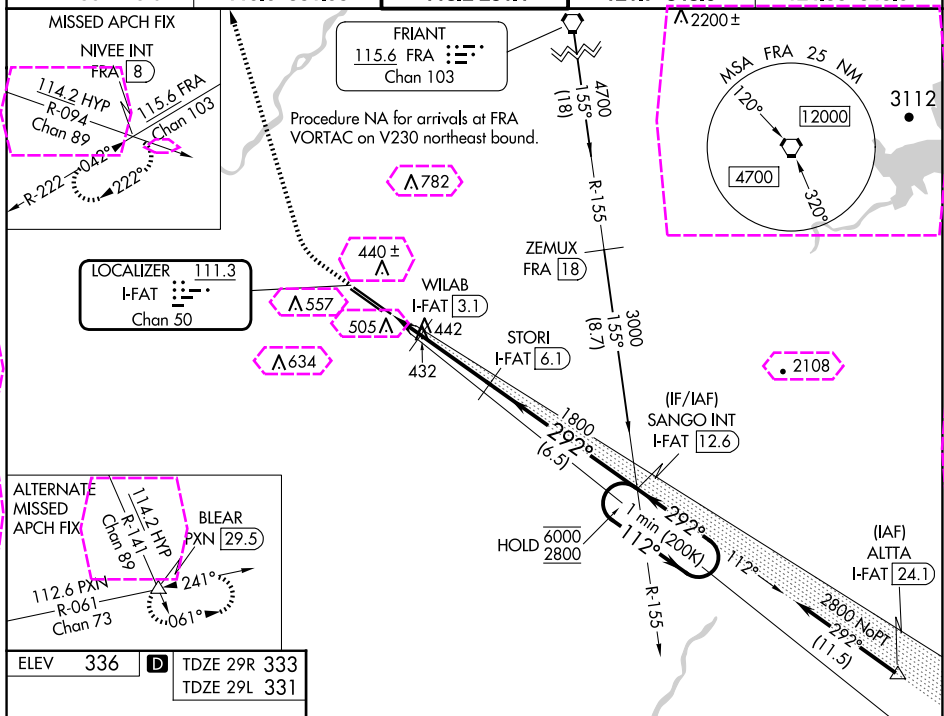 MISSED APCH FIX
NIVEE INT
FRA 8
114.2 HYP
R-094
Chan 89
115.6 FRA
Chan 103
R-222
042°
222°
FRIANT
115.6 FRA
Chan 103
Procedure NA for arrivals at FRA
VORTAC on V230 northeast bound.
4700
155°
(18)
R-155
2200±
MSA FRA 25 NM
120°
12000
4700
320°
3112
782
440 ±
LOCALIZER 111.3
I-FAT
Chan 50
557
505
WILAB
I-FAT 3.1
442
432
634
ZEMUX
FRA 18
3000
155°
(8.7)
STORI
I-FAT 6.1
2108
(IF/IAF)
SANGO INT
I-FAT 12.6
1800
292°
(6.5)
HOLD 6000
2800
1 min (200K)
292°
112°
112°
R-155
(IAF)
ALTTA
I-FAT 24.1
2800 NoPT
292°
(11.5)
ALTERNATE
MISSED
APCH FIX
114.2 HYP
R-141
Chan 89
BLEAR
PXN 29.5
112.6 PXN
R-061
Chan 73
241°
061°
ELEV 336 D TDZE 29R 333
TDZE 29L 331